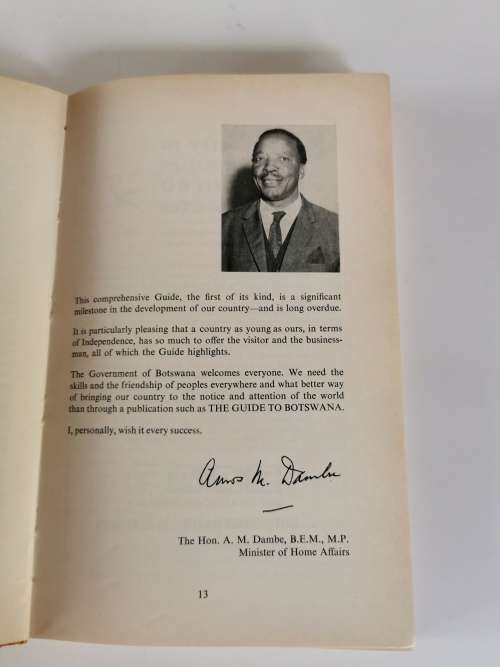 This comprehensive Guide, the first of its kind, is a significant
milestone in the development of our country—and is long overdue.
It is particularly pleasing that a country as young as ours, in terms
of Independence, has so much to offer the visitor and the business-
man, all of which the Guide highlights.
The Government of Botswana welcomes everyone. We need the
skills and the friendship of peoples everywhere and what better way
of bringing our country to the notice and attention of the world
than through a publication such as THE GUIDE TO BOTSWANA.
I, personally, wish it every success.
Amos M. Dambe
The Hon. A. M. Dambe, B.E.M., M.P.
Minister of Home Affairs
13